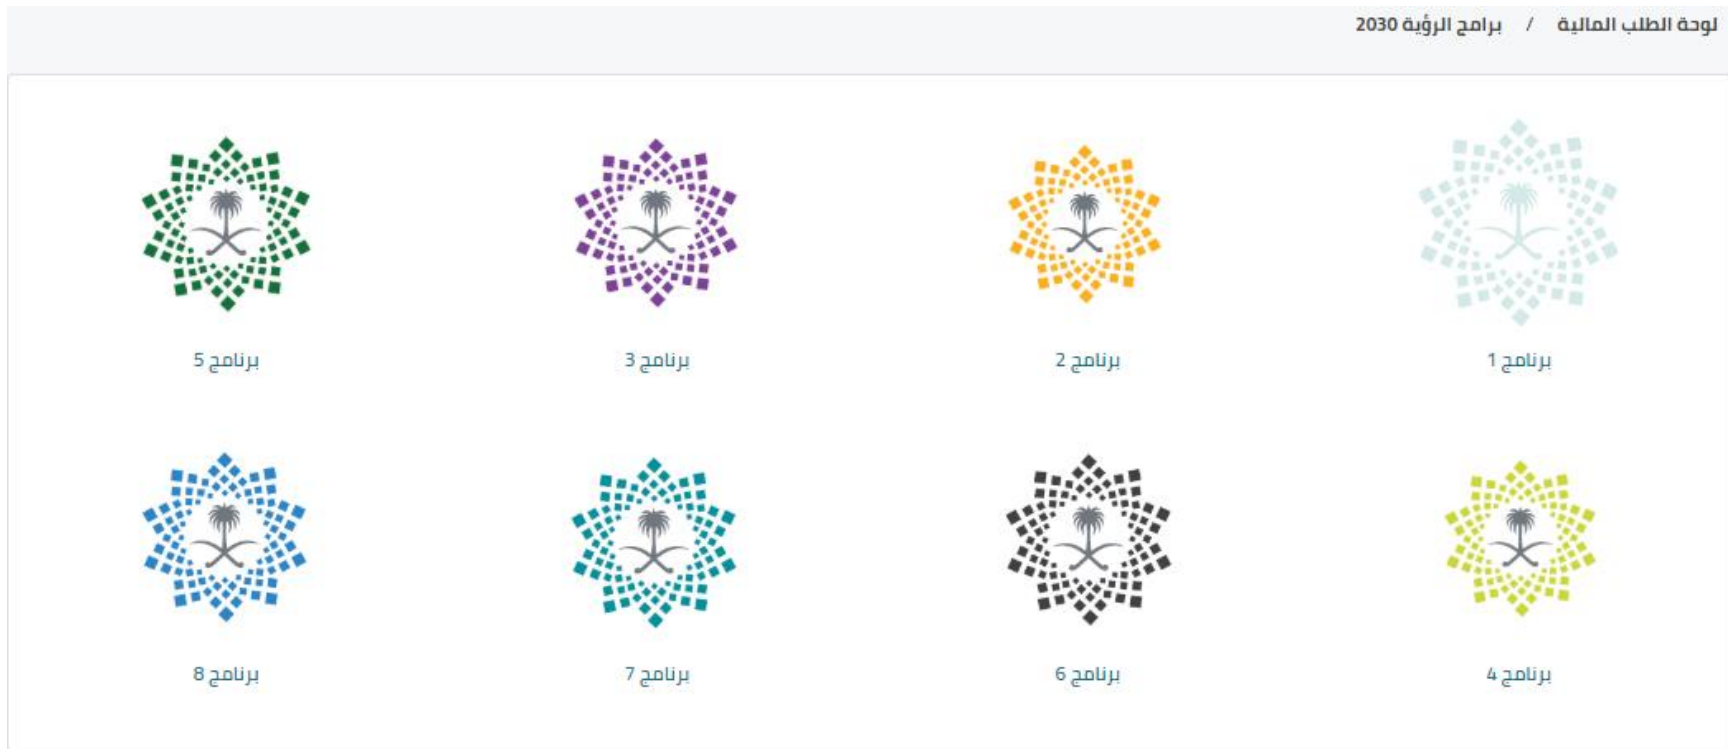 لوحة الطلب المالية / برامج الرؤية 2030
برنامج 1
برنامج 2
برنامج 3
برنامج 5
برنامج 4
برنامج 6
برنامج 7
برنامج 8